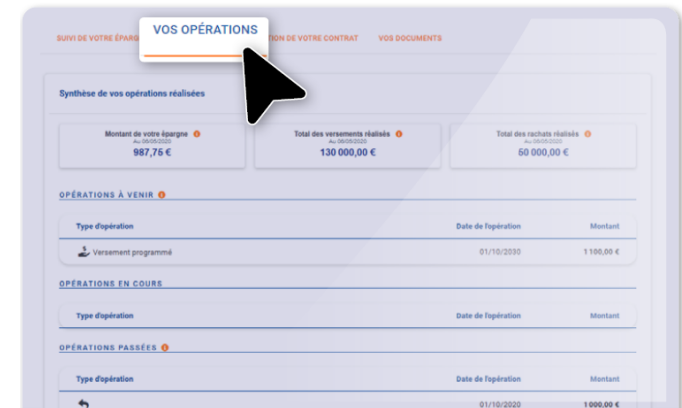 SUIVI DE VOTRE ÉPARG
VOS OPÉRATIONS
TION DE VOTRE CONTRAT
VOS DOCUMENTS
Synthèse de vos opérations réalisées
Montant de votre épargne
Au 06/05/2020
987,75 €
Total des versements réalisés
Au 06/05/2020
130 000,00 €
Total des rachats réalisés
Au 06/05/2020
50 000,00 €
OPÉRATIONS À VENIR
Type d'opération Date de l'opération Montant
Versement programmé 01/10/2030 1 100,00 €
OPÉRATIONS EN COURS
Type d'opération Date de l'opération Montant
OPÉRATIONS PASSÉES
Type d'opération Date de l'opération Montant
01/10/2020 1 000,00 €